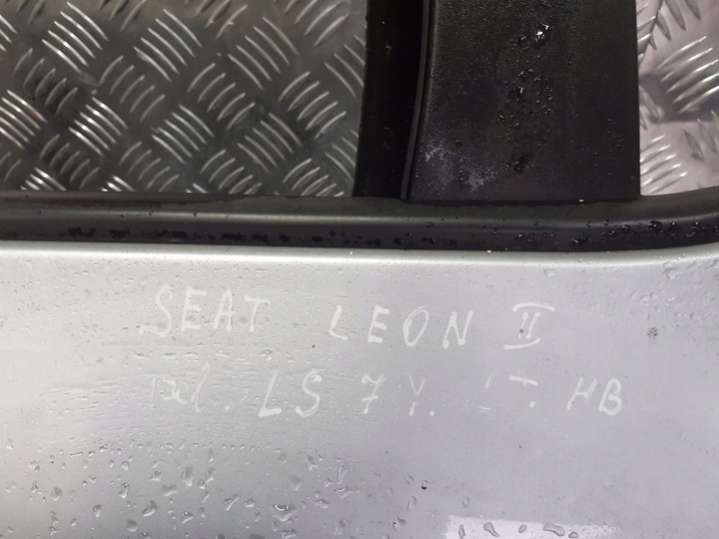 SEAT LEON II
LS 7Y. HB